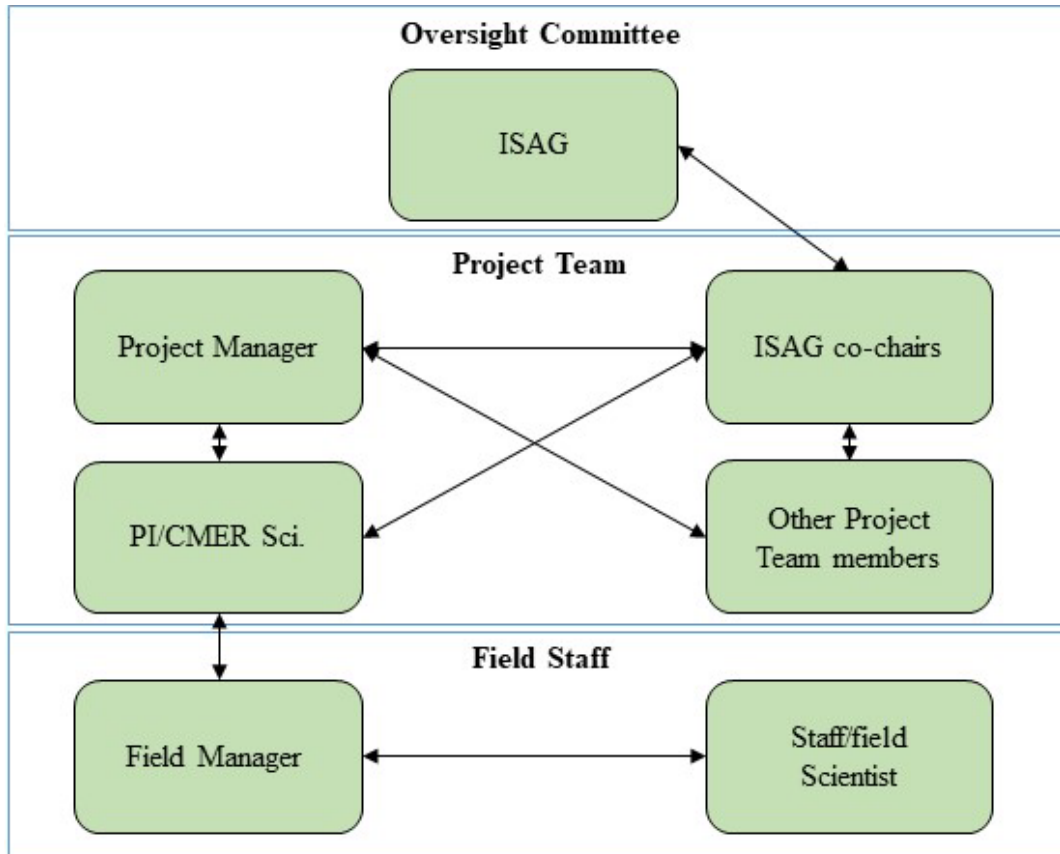 Oversight Committee
ISAG
Project Team
Project Manager
ISAG co-chairs
PI/CMER Sci.
Other Project
Team members
Field Staff
Field Manager
Staff/field
Scientist